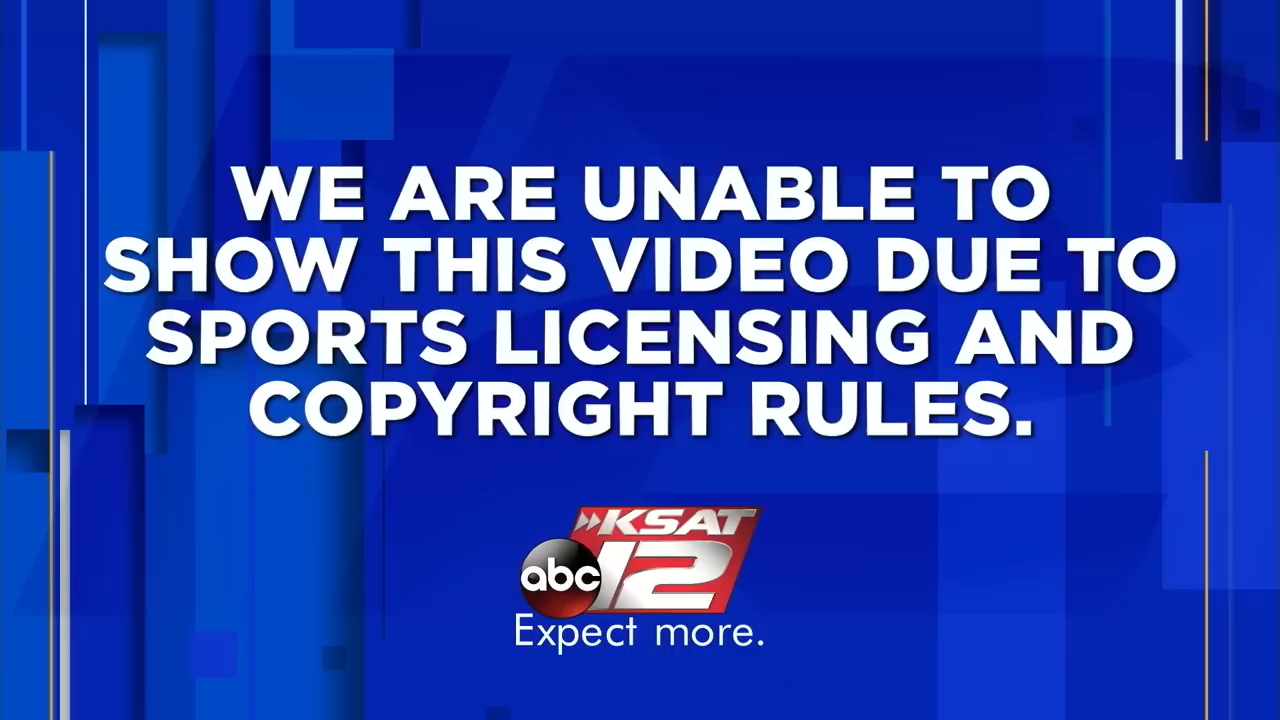 WE ARE UNABLE TO
SHOW THIS VIDEO DUE TO
SPORTS LICENSING AND
COPYRIGHT RULES.
KSAT
abc 12
Expect more.